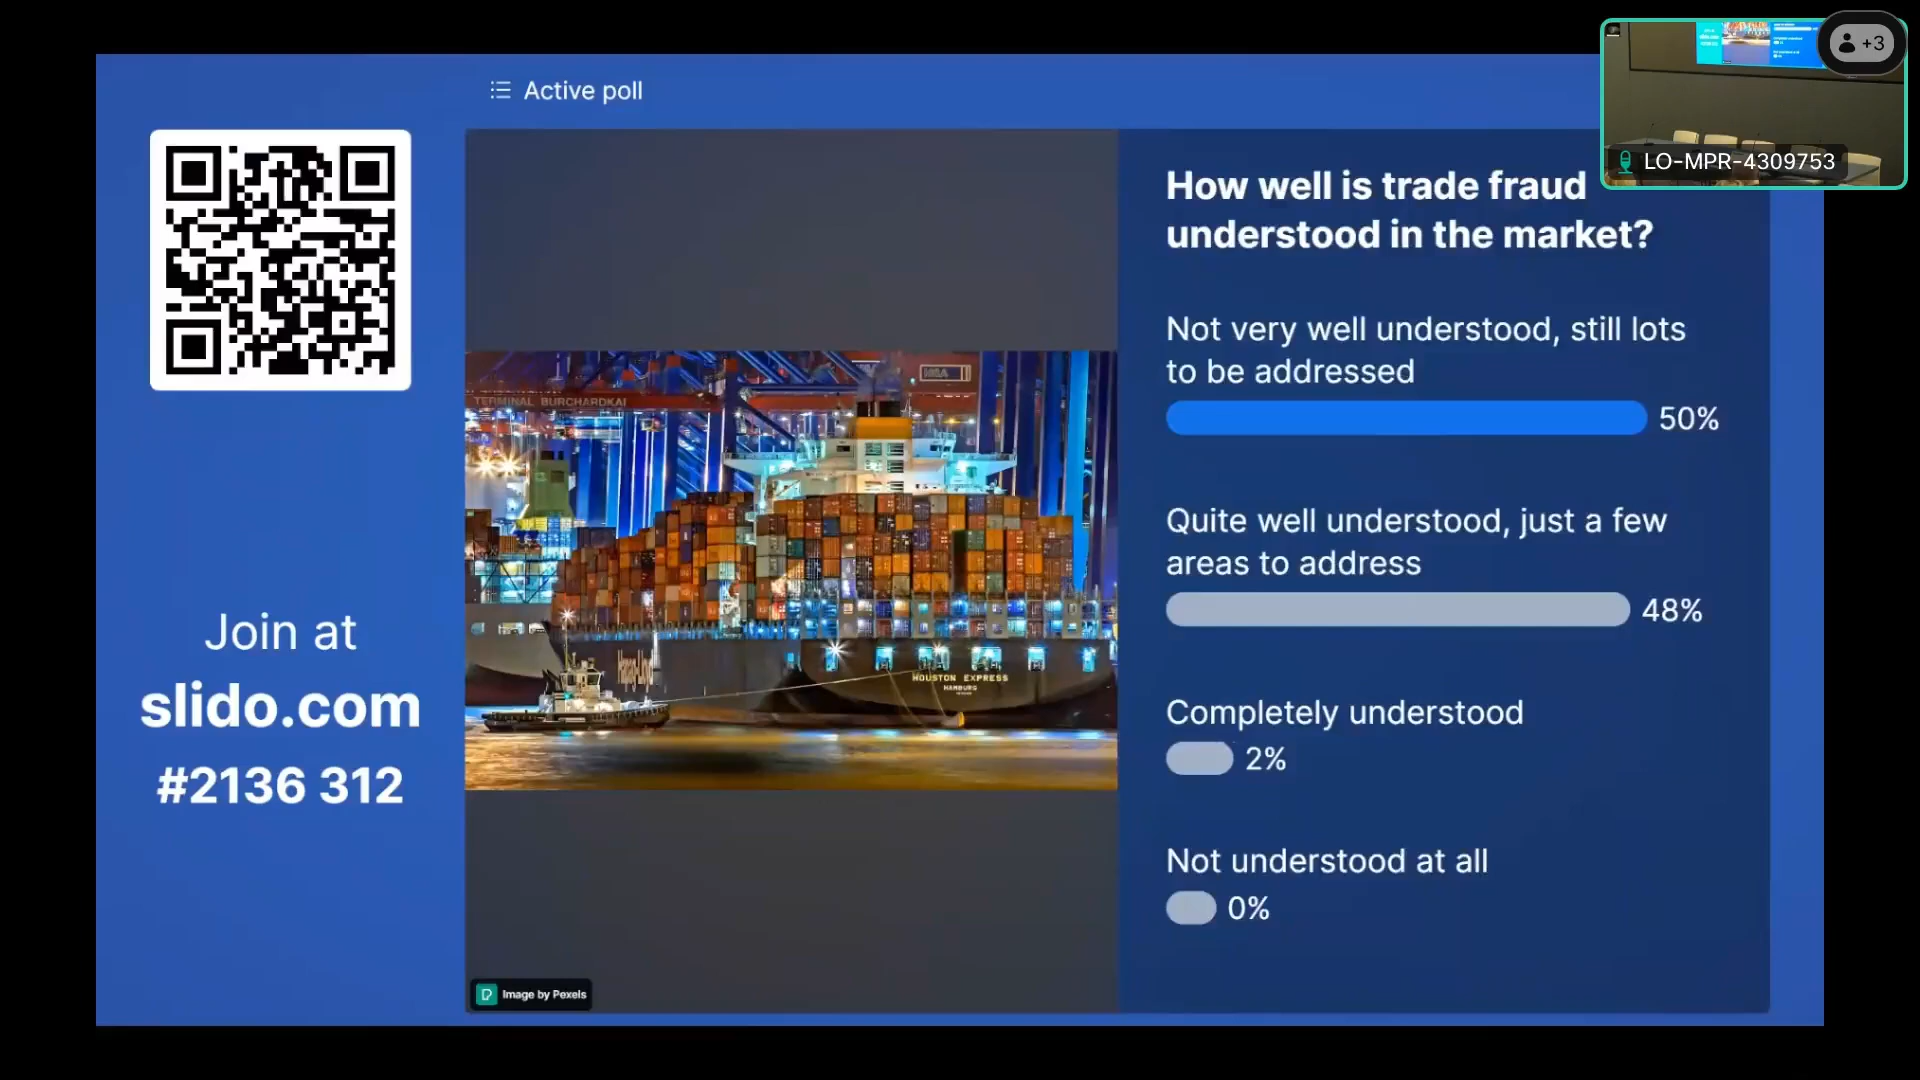 Active poll
Join at
slido.com
#2136 312
TERMINAL BURCHARDKAI
HOUSTON EXPRESS
HAMBURG
Image by Pexels
How well is trade fraud
understood in the market?
Not very well understood, still lots
to be addressed
50%
Quite well understood, just a few
areas to address
48%
Completely understood
2%
Not understood at all
0%
+3
LO-MPR-4309753